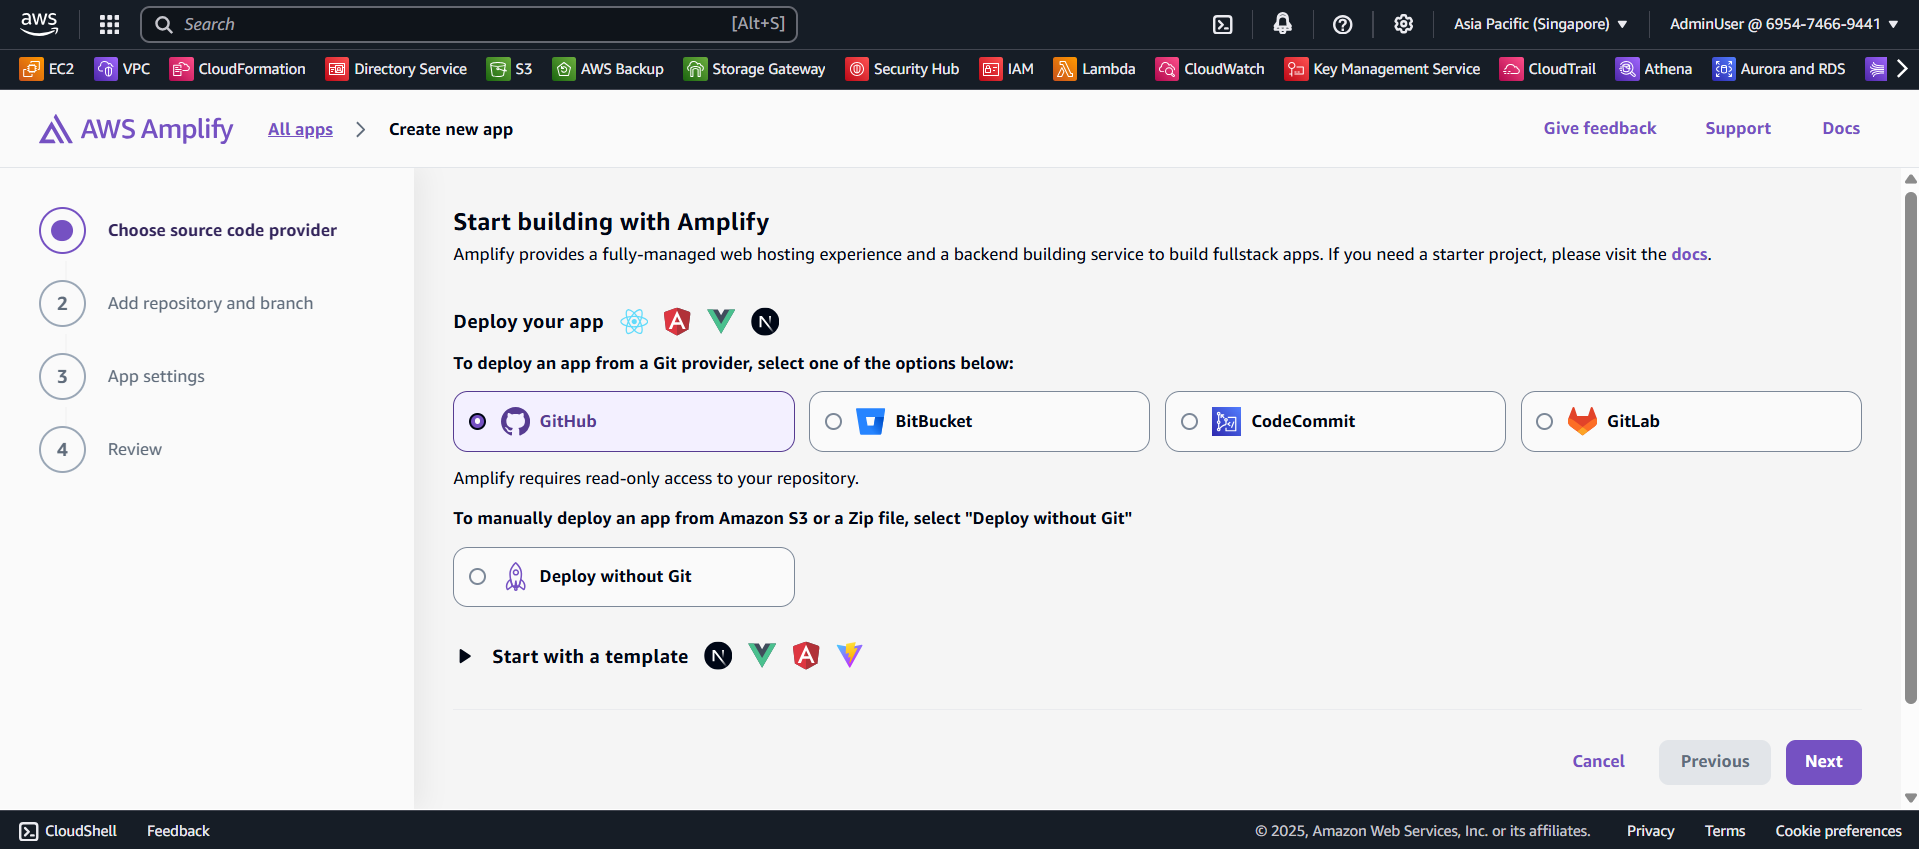 aws Search [Alt+S] Asia Pacific (Singapore) AdminUser @ 6954-7466-9441
EC2 VPC CloudFormation Directory Service S3 AWS Backup Storage Gateway Security Hub IAM Lambda CloudWatch Key Management Service CloudTrail Athena Aurora and RDS
AWS Amplify All apps Create new app Give feedback Support Docs
Choose source code provider
2 Add repository and branch
3 App settings
4 Review
Start building with Amplify
Amplify provides a fully-managed web hosting experience and a backend building service to build fullstack apps. If you need a starter project, please visit the docs.
Deploy your app
To deploy an app from a Git provider, select one of the options below:
GitHub BitBucket CodeCommit GitLab
Amplify requires read-only access to your repository.
To manually deploy an app from Amazon S3 or a Zip file, select "Deploy without Git"
Deploy without Git
Start with a template
Cancel Previous Next
CloudShell Feedback © 2025, Amazon Web Services, Inc. or its affiliates. Privacy Terms Cookie preferences